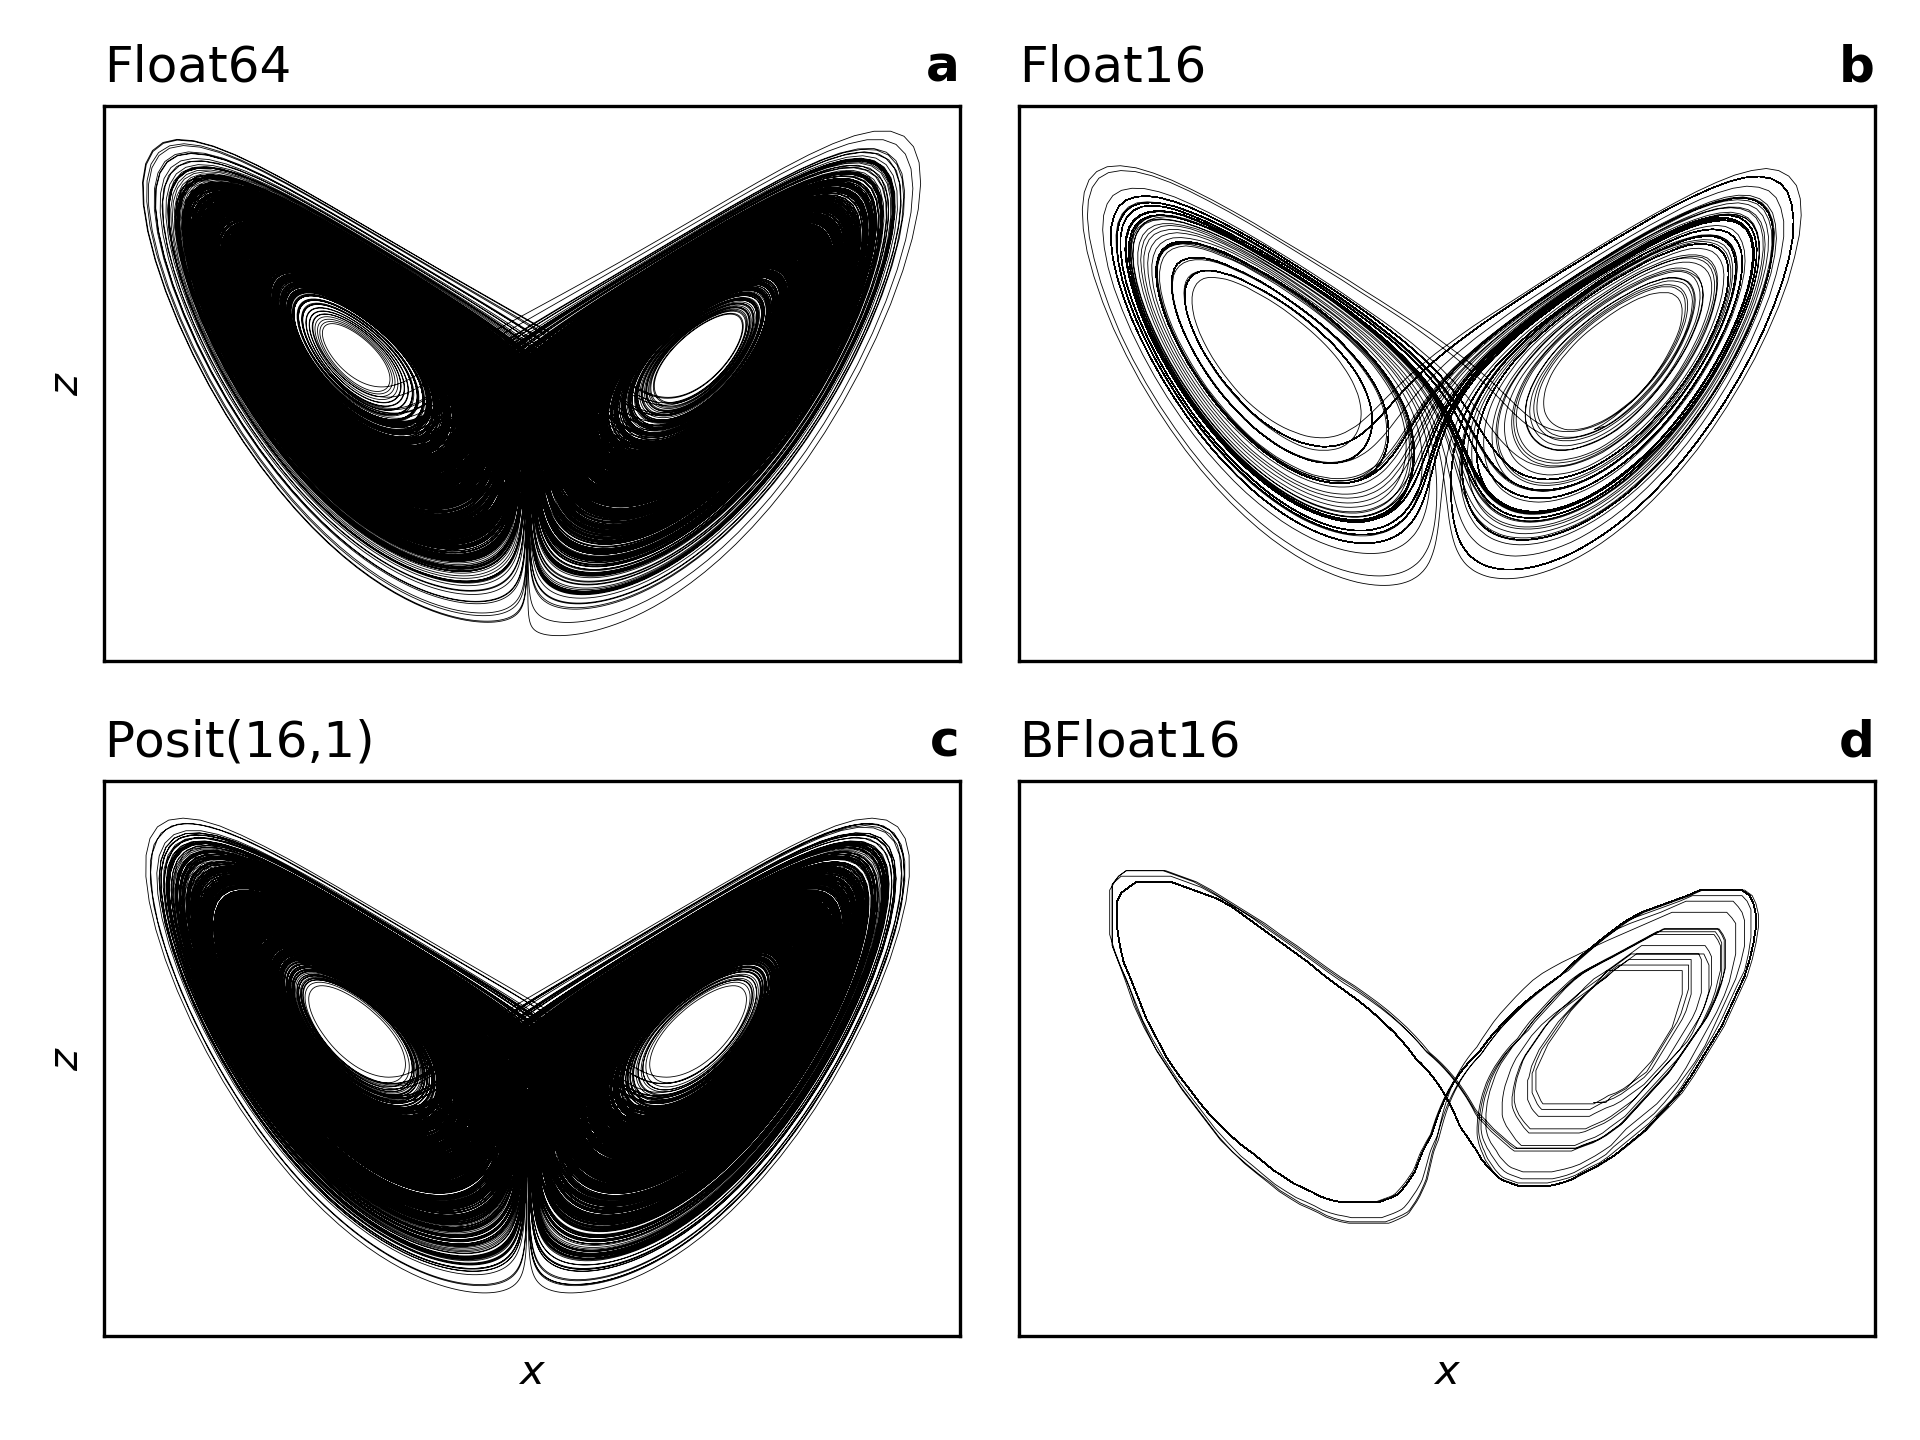 Float64 a
Float16 b
z
Posit(16,1) c
BFloat16 d
z
x
x